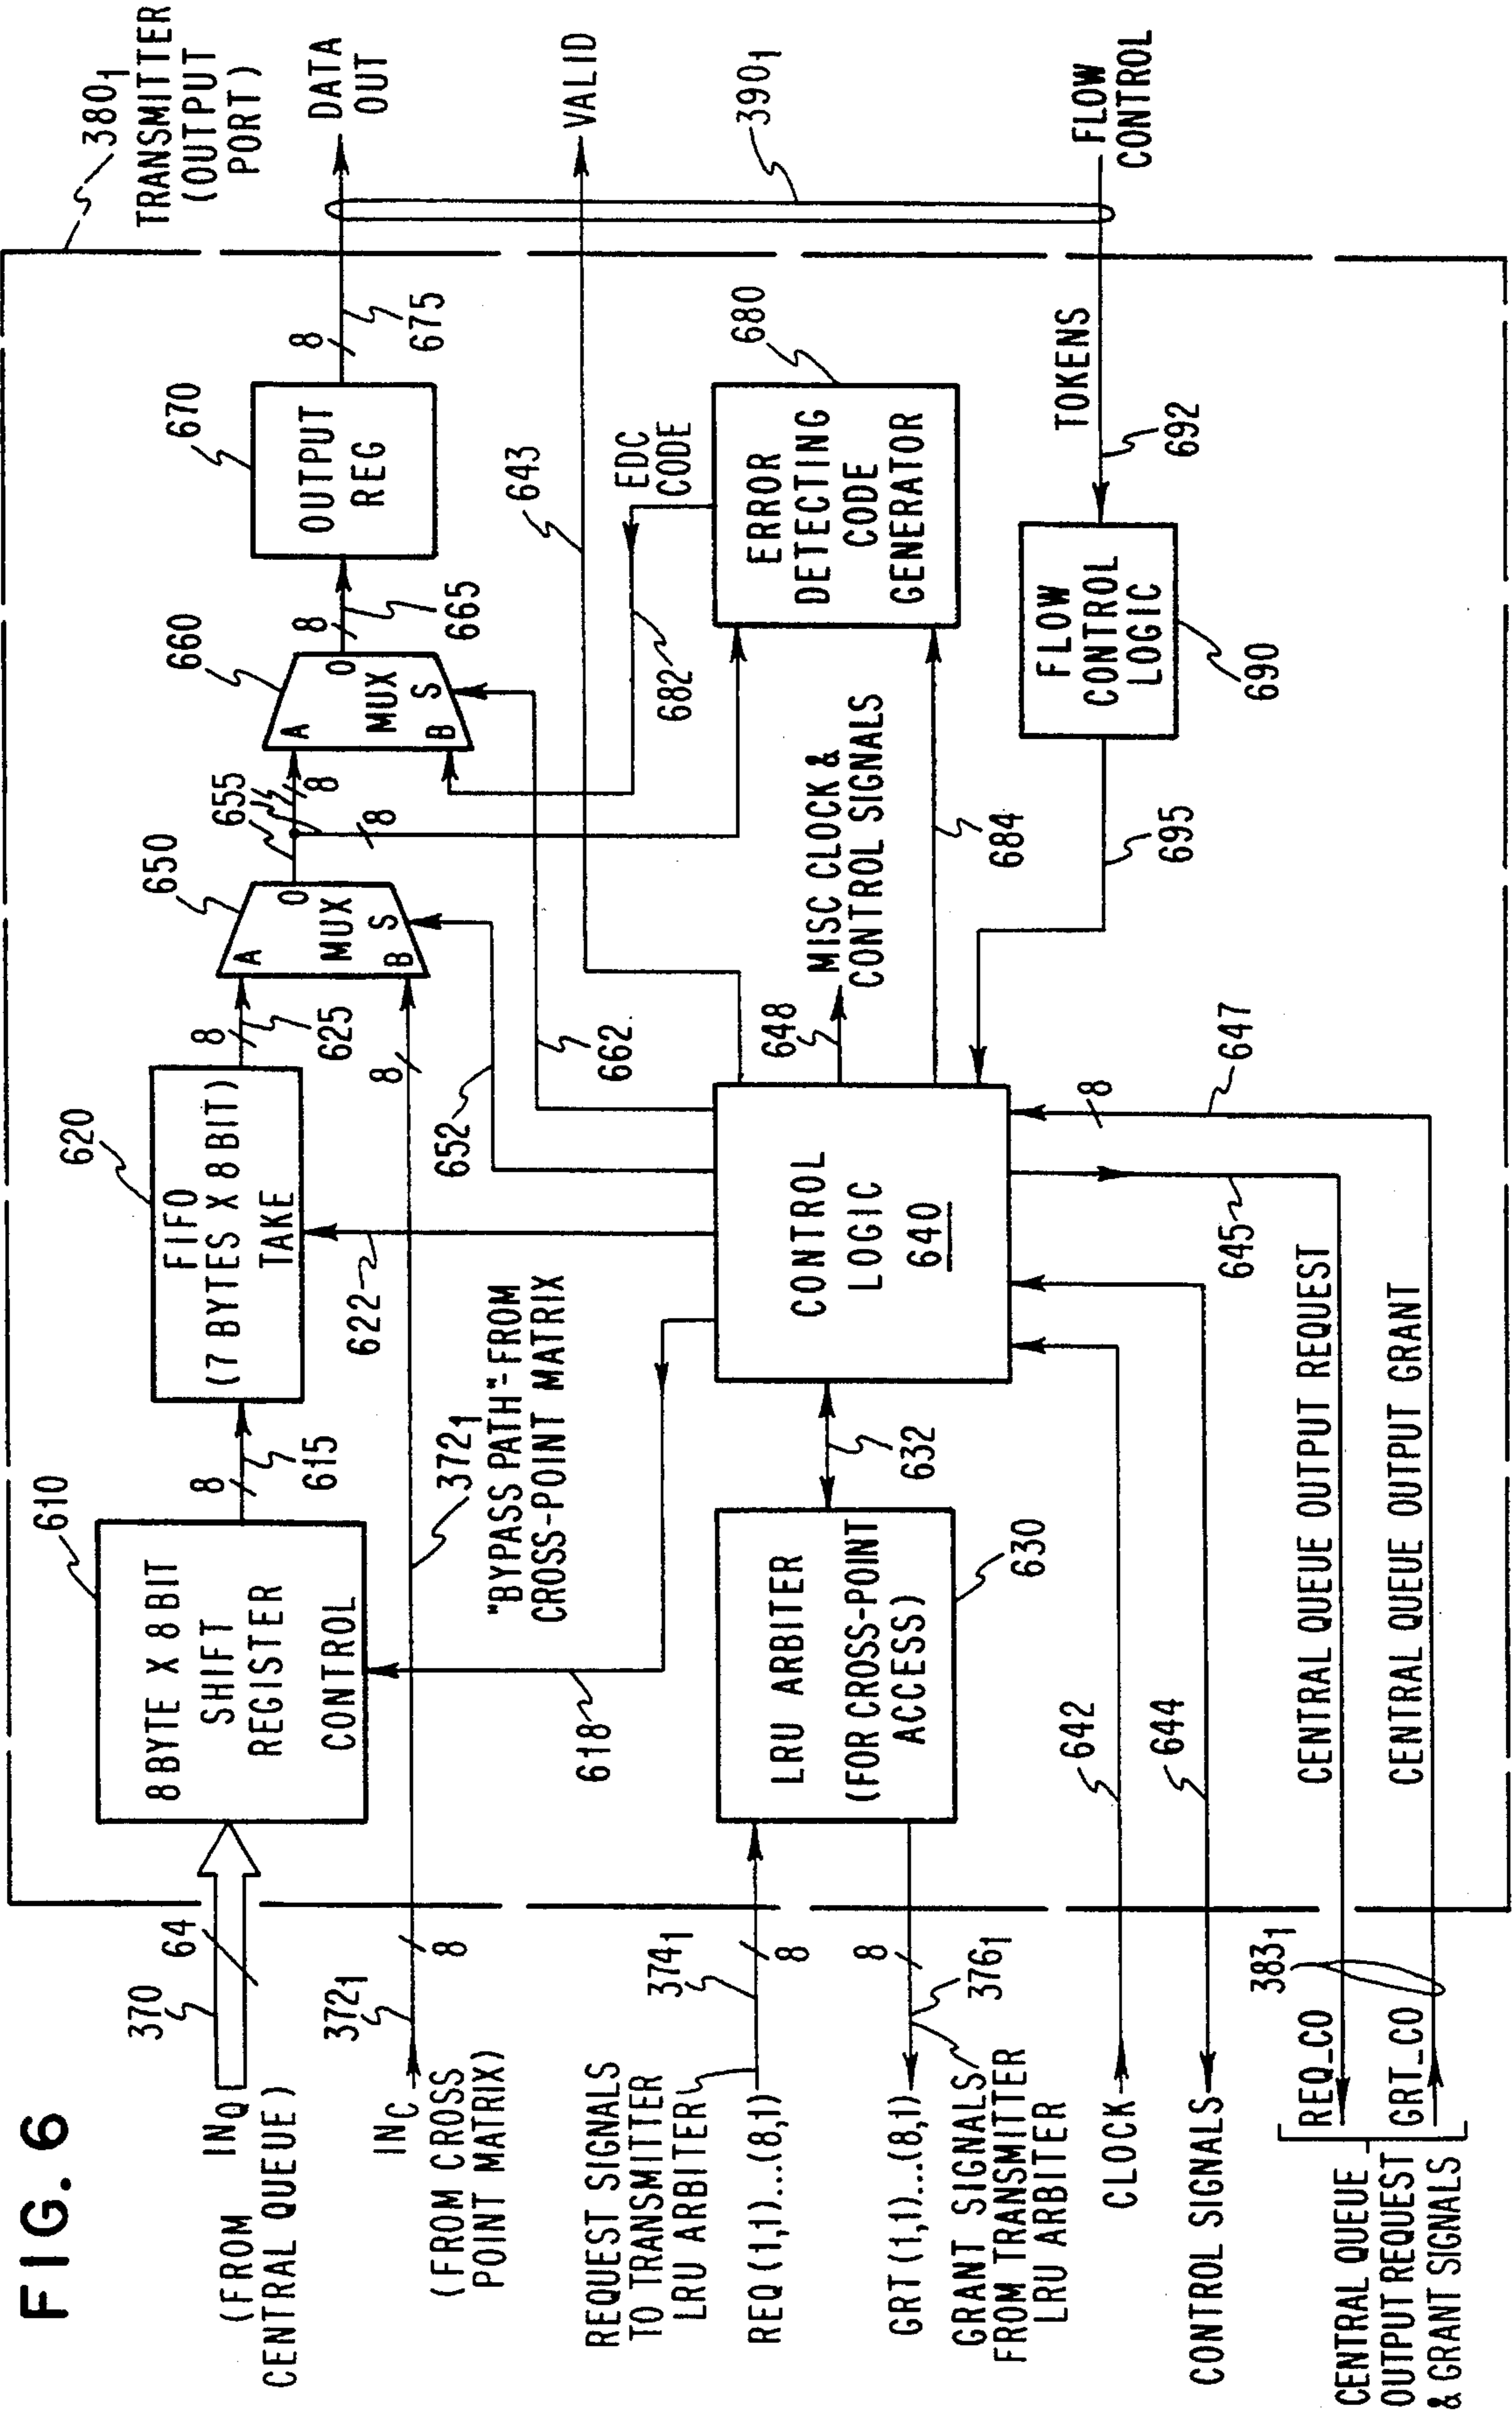 FIG. 6
380₁
TRANSMITTER
(OUTPUT
PORT)
IN_Q
(FROM
CENTRAL QUEUE)
370
64
610
8 BYTE X 8 BIT
SHIFT
REGISTER
CONTROL
8
615
620
FIFO
(7 BYTES X 8 BIT)
TAKE
8
625
650
A
MUX
B
S
O
655
8
8
660
A
MUX
B
S
O
8
665
670
OUTPUT
REG
8
675
DATA
OUT
IN_C
(FROM CROSS
POINT MATRIX)
372₁
8
372₁
"BYPASS PATH"-FROM
CROSS-POINT MATRIX
8
618
622
652
662
643
VALID
682
EDC
CODE
680
ERROR
DETECTING
CODE
GENERATOR
390₁
REQUEST SIGNALS
TO TRANSMITTER
LRU ARBITER
REQ (1,1)...(8,1)
374₁
8
GRT (1,1)...(8,1)
GRANT SIGNALS
FROM TRANSMITTER
LRU ARBITER
376₁
8
LRU ARBITER
(FOR CROSS-POINT
ACCESS)
630
632
CONTROL
LOGIC
640
648
MISC CLOCK &
CONTROL SIGNALS
684
695
FLOW
CONTROL
LOGIC
690
TOKENS
692
FLOW
CONTROL
CLOCK
642
CONTROL SIGNALS
644
645
8
647
CENTRAL QUEUE
OUTPUT REQUEST
& GRANT SIGNALS
REQ_CO
GRT_CO
383₁
CENTRAL QUEUE OUTPUT REQUEST
CENTRAL QUEUE OUTPUT GRANT